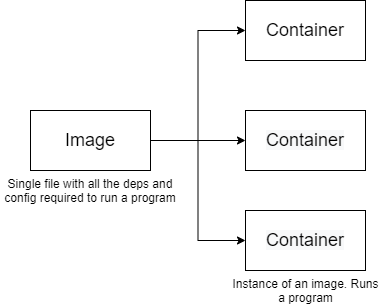 Container
Image
Container
Single file with all the deps and
config required to run a program
Container
Instance of an image. Runs
a program